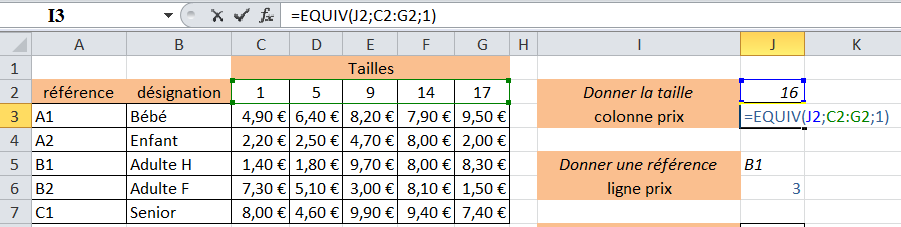 I3 =EQUIV(J2;C2:G2;1)
A B C D E F G H I J K
1 Tailles
2 référence désignation 1 5 9 14 17 Donner la taille 16
3 A1 Bébé 4,90 € 6,40 € 8,20 € 7,90 € 9,50 € colonne prix =EQUIV(J2;C2:G2;1)
4 A2 Enfant 2,20 € 2,50 € 4,70 € 8,00 € 2,00 €
5 B1 Adulte H 1,40 € 1,80 € 9,70 € 8,00 € 8,30 € Donner une référence B1
6 B2 Adulte F 7,30 € 5,10 € 3,00 € 8,10 € 1,50 € ligne prix 3
7 C1 Senior 8,00 € 4,60 € 9,90 € 9,40 € 7,40 €